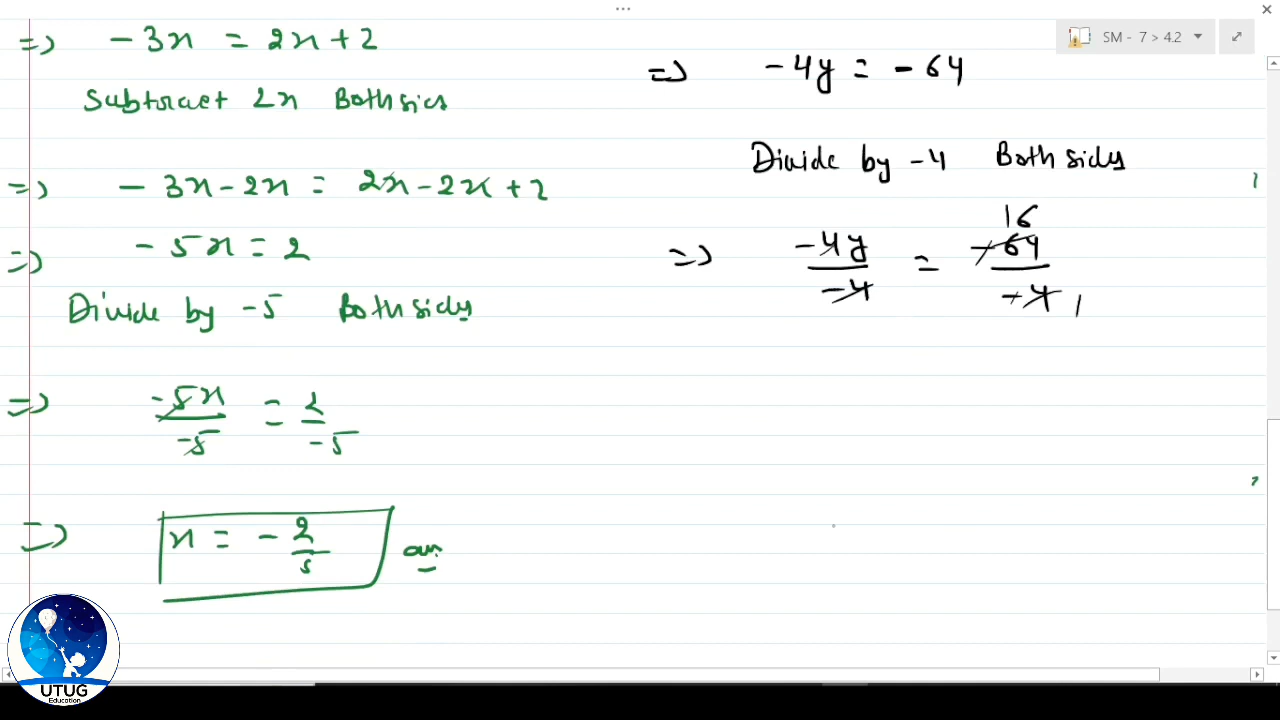 => -3x = 2x+2
Subtract 2x Both sides
=> -3x-2x = 2x-2x+2
=> -5x = 2
Divide by -5 Both sides
=> -5x/-5 = 2/-5
=> x = -2/5 ans
SM - 7 > 4.2
=> -4y = -64
Divide by -4 Both sides
16
=> -4y/-4 = -64/-4 1
UTUG
Education